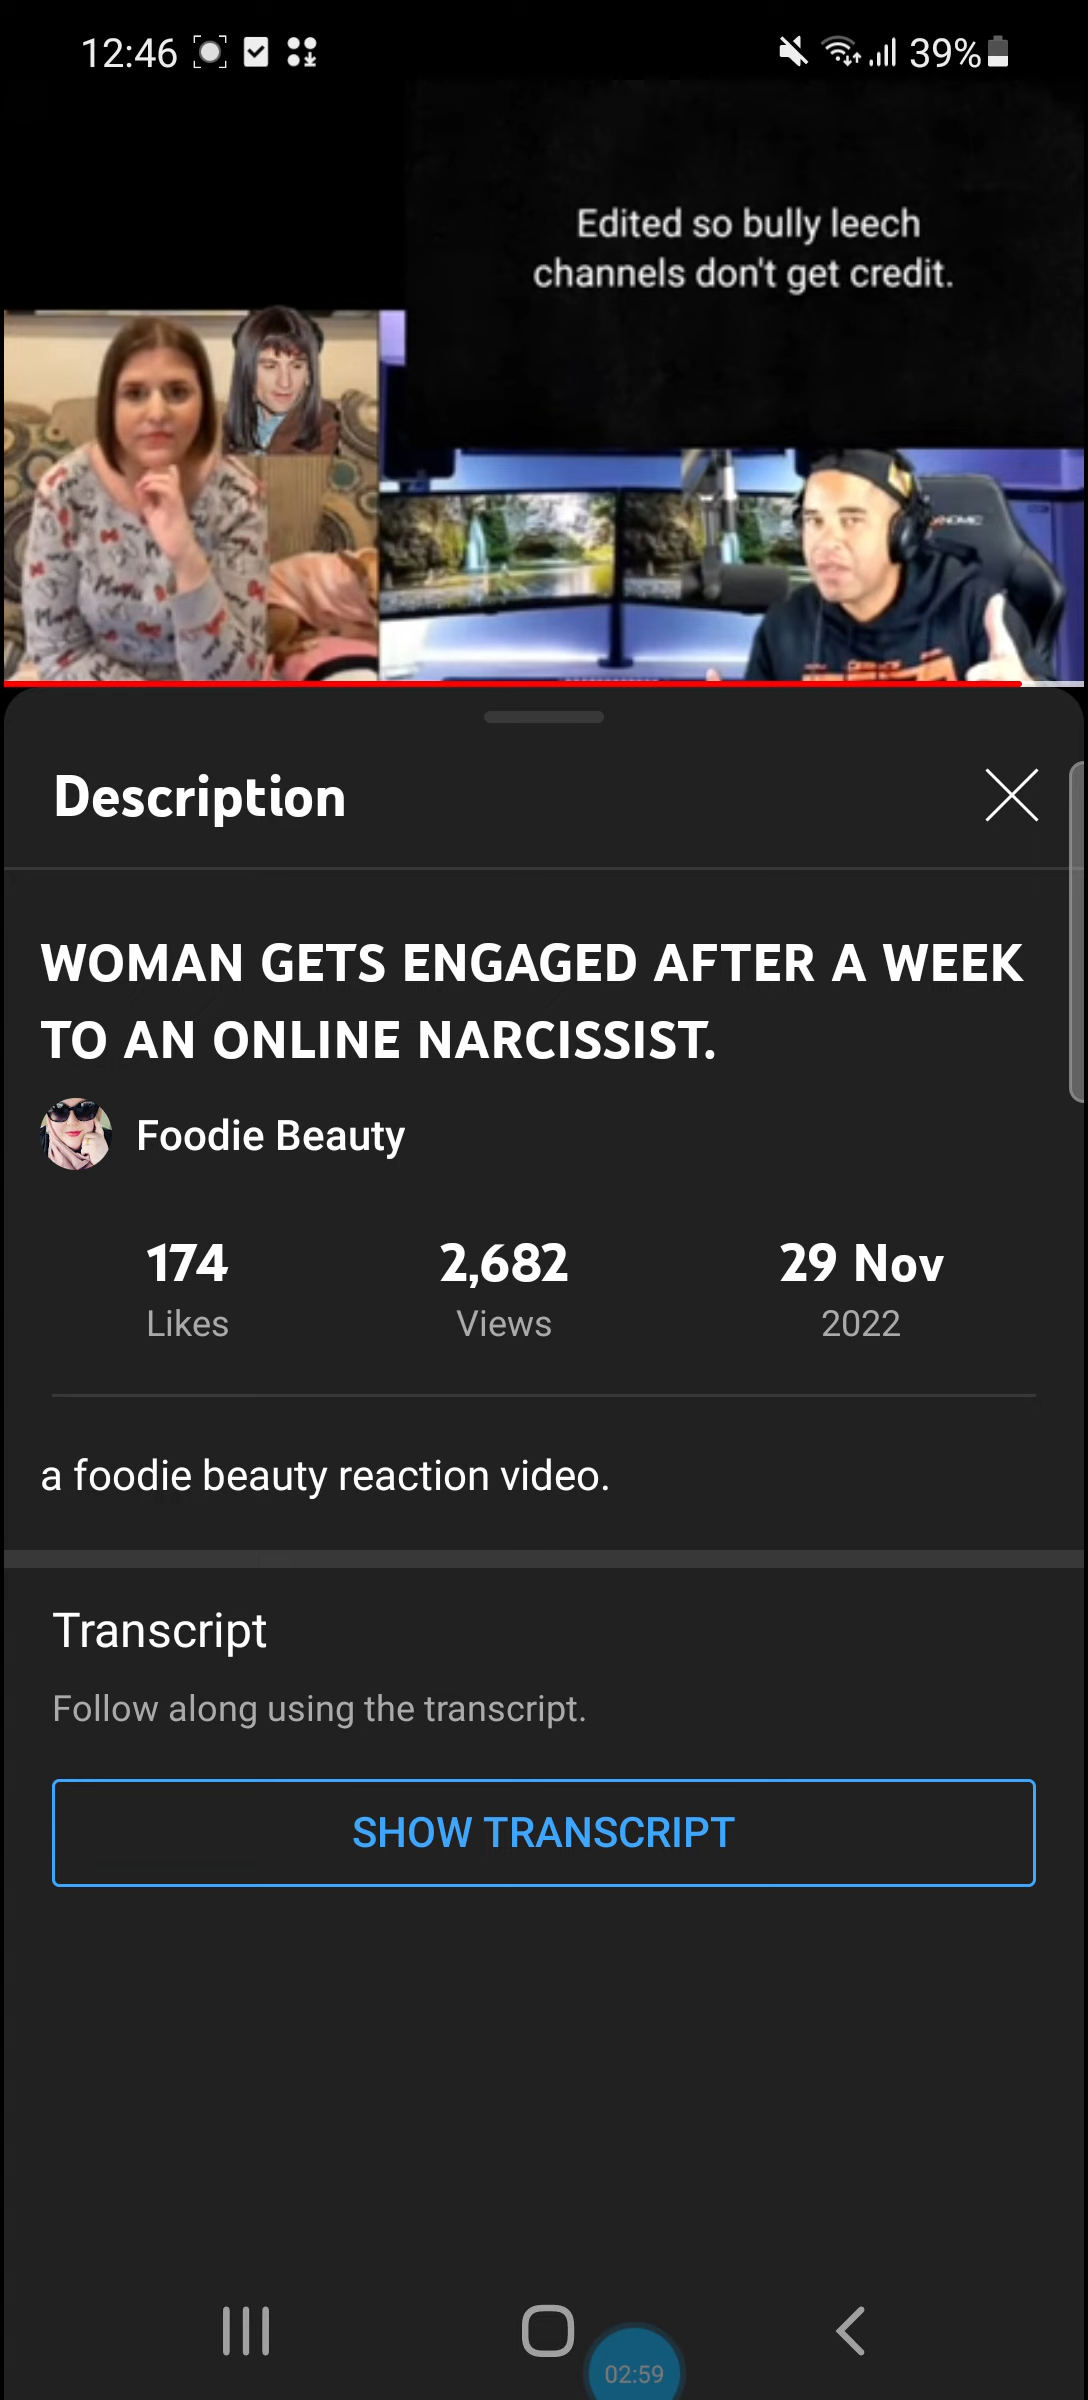 12:46
39%
Edited so bully leech
channels don't get credit.
Description
WOMAN GETS ENGAGED AFTER A WEEK
TO AN ONLINE NARCISSIST.
Foodie Beauty
174
2,682
29 Nov
Likes
Views
2022
a foodie beauty reaction video.
Transcript
Follow along using the transcript.
SHOW TRANSCRIPT
02:59